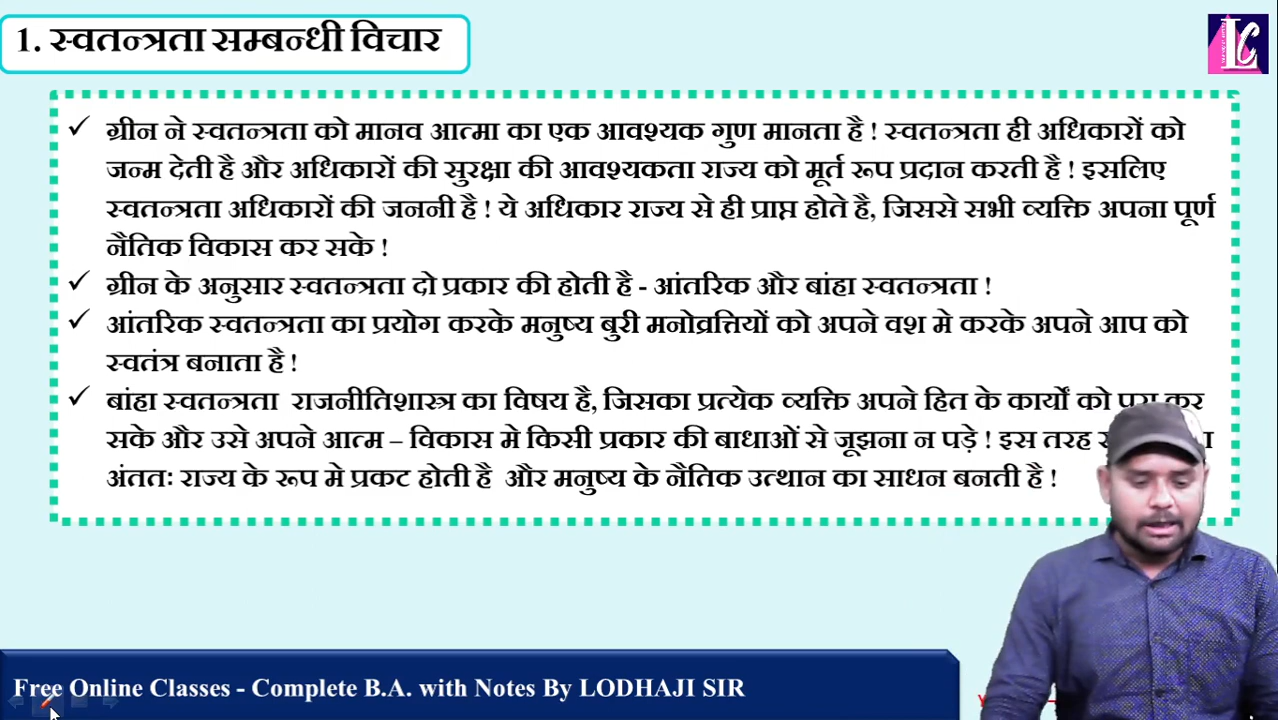 1. स्वतन्त्रता सम्बन्धी विचार
LC
✓ ग्रीन ने स्वतन्त्रता को मानव आत्मा का एक आवश्यक गुण मानता है ! स्वतन्त्रता ही अधिकारों को
जन्म देती है और अधिकारों की सुरक्षा की आवश्यकता राज्य को मूर्त रूप प्रदान करती है ! इसलिए
स्वतन्त्रता अधिकारों की जननी है ! ये अधिकार राज्य से ही प्राप्त होते है, जिससे सभी व्यक्ति अपना पूर्ण
नैतिक विकास कर सके !
✓ ग्रीन के अनुसार स्वतन्त्रता दो प्रकार की होती है - आंतरिक और बांहा स्वतन्त्रता !
✓ आंतरिक स्वतन्त्रता का प्रयोग करके मनुष्य बुरी मनोव्रत्तियों को अपने वश मे करके अपने आप को
स्वतंत्र बनाता है !
✓ बांहा स्वतन्त्रता राजनीतिशास्त्र का विषय है, जिसका प्रत्येक व्यक्ति अपने हित के कार्यों को कर
सके और उसे अपने आत्म – विकास मे किसी प्रकार की बाधाओं से जूझना न पड़े ! इस तरह
अंततः राज्य के रूप मे प्रकट होती है और मनुष्य के नैतिक उत्थान का साधन बनती है !
Free Online Classes - Complete B.A. with Notes By LODHAJI SIR